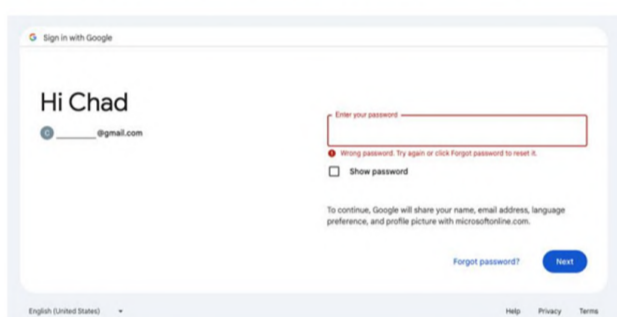 Sign in with Google
Hi Chad
C ______@gmail.com
Enter your password
Wrong password. Try again or click Forgot password to reset it.
Show password
To continue, Google will share your name, email address, language
preference, and profile picture with microsoftonline.com.
Forgot password?
Next
English (United States)
Help Privacy Terms